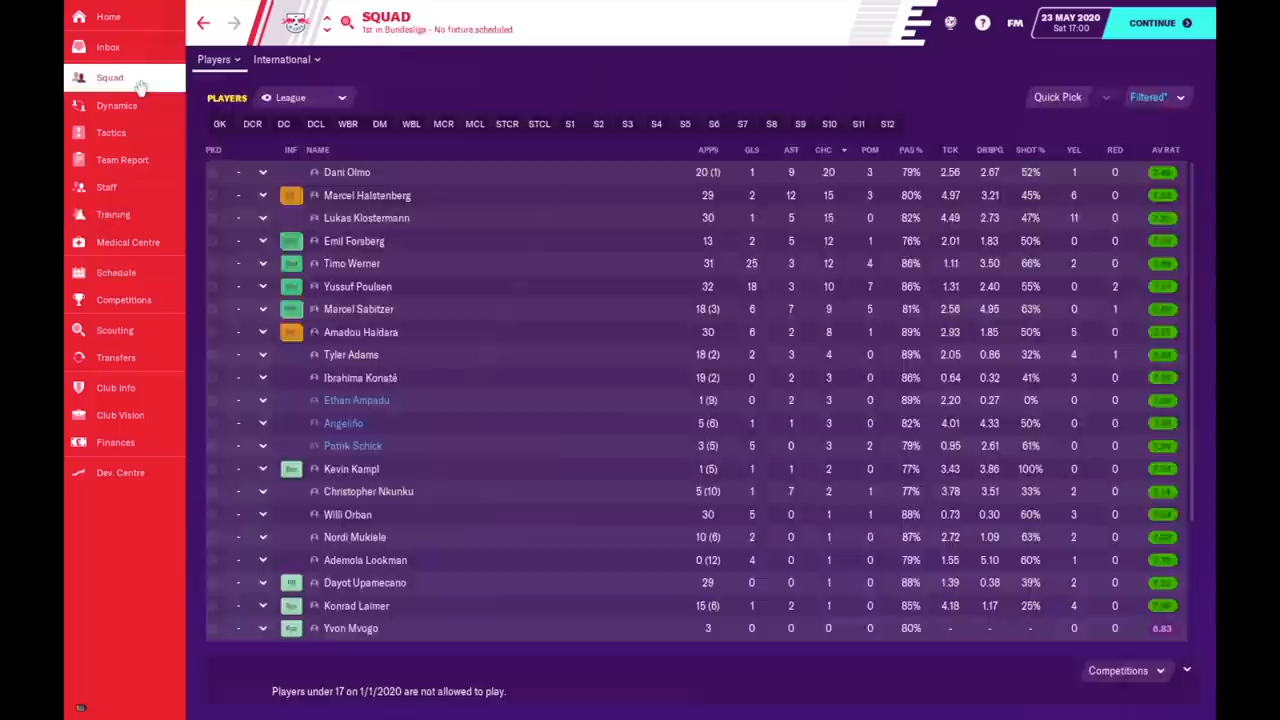 Home
Inbox
Squad
Dynamics
Tactics
Team Report
Staff
Training
Medical Centre
Schedule
Competitions
Scouting
Transfers
Club Info
Club Vision
Finances
Dev. Centre
SQUAD
1st in Bundesliga - No fixture scheduled
FM 23 MAY 2020 CONTINUE
Sat 17:00
Players International
PLAYERS League Quick Pick Filtered*
GK DCR DC DCL WBR DM WBL MCR MCL STCR STCL S1 S2 S3 S4 S5 S6 S7 S8 S9 S10 S11 S12
PKD INF NAME APPS GLS AST CHC POM PAS % TCK DRBPG SHOT % YEL RED AV RAT
- Dani Olmo 20 (1) 1 9 20 3 79% 2.56 2.67 52% 1 0
- Marcel Halstenberg 29 2 12 15 3 80% 4.97 3.21 45% 6 0
- Lukas Klostermann 30 1 5 15 0 82% 4.49 2.73 47% 11 0
- Emil Forsberg 13 2 5 12 1 76% 2.01 1.83 50% 0 0
- Timo Werner 31 25 3 12 4 86% 1.11 3.50 66% 2 0
- Yussuf Poulsen 32 18 3 10 7 86% 1.31 2.40 55% 0 2
- Marcel Sabitzer 18 (3) 6 7 9 5 81% 2.56 4.95 63% 0 1
- Amadou Haidara 30 6 2 8 1 89% 2.93 1.85 50% 5 0
- Tyler Adams 18 (2) 2 3 4 0 89% 2.05 0.86 32% 4 1
- Ibrahima Konaté 19 (2) 0 2 3 0 86% 0.64 0.32 41% 3 0
- Ethan Ampadu 1 (9) 0 2 3 0 89% 2.20 0.27 0% 0 0
- Angeliño 5 (6) 1 1 3 0 82% 4.01 4.33 50% 0 0
- Patrik Schick 3 (5) 5 0 3 2 79% 0.95 2.61 61% 0 0
- Kevin Kampl 1 (5) 1 1 2 0 77% 3.43 3.86 100% 0 0
- Christopher Nkunku 5 (10) 1 7 2 1 77% 3.78 3.51 33% 2 0
- Willi Orban 30 5 0 1 1 88% 0.73 0.30 60% 3 0
- Nordi Mukiele 10 (6) 2 0 1 0 87% 2.72 1.09 63% 2 0
- Ademola Lookman 0 (12) 4 0 1 0 79% 1.55 5.10 60% 1 0
- Dayot Upamecano 29 0 0 1 0 88% 1.39 0.38 39% 2 0
- Konrad Laimer 15 (6) 1 2 1 0 85% 4.18 1.17 25% 4 0
- Yvon Mvogo 3 0 0 0 0 80% - - - 0 0 6.83
Competitions
Players under 17 on 1/1/2020 are not allowed to play.